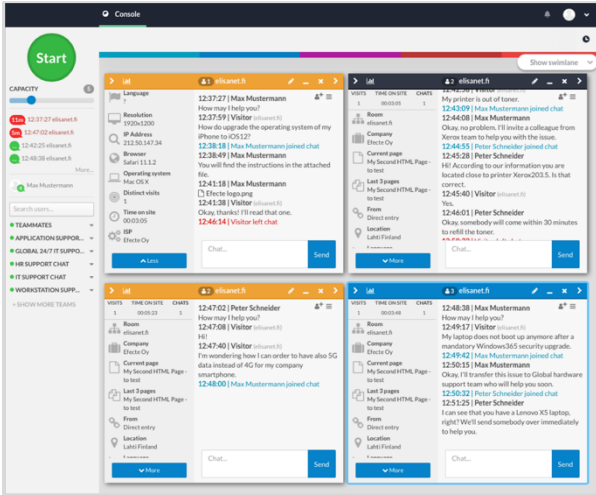 Console
Show swimlane
Start
CAPACITY
5
11m 12:37:27 elisanet.fi
5m 12:47:02 elisanet.fi
12:42:25 elisanet.fi
12:48:38 elisanet.fi
More...
Max Mustermann
Search users...
TEAMMATES
APPLICATION SUPPOR...
GLOBAL 24/7 IT SUPPO...
HR SUPPORT CHAT
IT SUPPORT CHAT
WORKSTATION SUPP...
+ SHOW MORE TEAMS
1 elisanet.fi
Language
?
Resolution
1920x1200
IP Address
212.50.147.34
Browser
Safari 11.1.2
Operating system
Mac OS X
Distinct visits
1
Time on site
00:03:05
ISP
Efecte Oy
Less
12:37:27 | Max Mustermann
How may I help you?
12:37:59 | Visitor (elisanet.fi)
How do upgrade the operating system of my
iPhone to iOS12?
12:38:18 | Max Mustermann joined chat
12:38:49 | Max Mustermann
You will find the instructions in the attached
file.
12:41:18 | Max Mustermann
Efecte logo.png
12:41:38 | Visitor (elisanet.fi)
Okay, thanks! I'll read that one.
12:46:14 | Visitor left chat
Chat...
Send
2 elisanet.fi
VISITS TIME ON SITE CHATS
1 00:03:05 1
Room
elisanet.fi
Company
Efecte Oy
Current page
My Second HTML Page -
to test
Last 3 pages
My Second HTML Page -
to test
From
Direct entry
Location
Lahti Finland
Language
More
12:42:58 | Visitor (elisanet.fi)
My printer is out of toner.
12:43:09 | Max Mustermann joined chat
12:44:08 | Max Mustermann
Okay, no problem. I'll invite a colleague from
Xerox team to help you with the issue.
12:44:55 | Peter Schneider joined chat
12:45:28 | Peter Schneider
Hi! According to our information you are
located close to printer Xerox203.5. Is that
correct.
12:45:40 | Visitor (elisanet.fi)
Yes.
12:46:01 | Peter Schneider
Okay, somebody will come within 30 minutes
to refill the toner.
Chat...
Send
2 elisanet.fi
VISITS TIME ON SITE CHATS
1 00:05:23 1
Room
elisanet.fi
Company
Efecte Oy
Current page
My Second HTML Page -
to test
Last 3 pages
My Second HTML Page -
to test
From
Direct entry
Location
Lahti Finland
Language
More
12:47:02 | Peter Schneider
How may I help you?
12:47:08 | Visitor (elisanet.fi)
Hi!
12:47:40 | Visitor (elisanet.fi)
I'm wondering how I can order to have also 5G
data instead of 4G for my company
smartphone.
12:48:00 | Max Mustermann joined chat
Chat...
Send
3 elisanet.fi
VISITS TIME ON SITE CHATS
1 00:03:48 1
Room
elisanet.fi
Company
Efecte Oy
Current page
My Second HTML Page -
to test
Last 3 pages
My Second HTML Page -
to test
From
Direct entry
Location
Lahti Finland
Language
More
12:48:38 | Max Mustermann
How may I help you?
12:49:17 | Visitor (elisanet.fi)
My laptop does not boot up anymore after a
mandatory Windows365 security upgrade.
12:49:42 | Max Mustermann joined chat
12:50:15 | Max Mustermann
Okay, I'll transfer this issue to Global hardware
support team who will help you soon.
12:50:32 | Peter Schneider joined chat
12:51:25 | Peter Schneider
I can see that you have a Lenovo X5 laptop,
right? We'll send somebody over immediately
to help you.
Chat...
Send